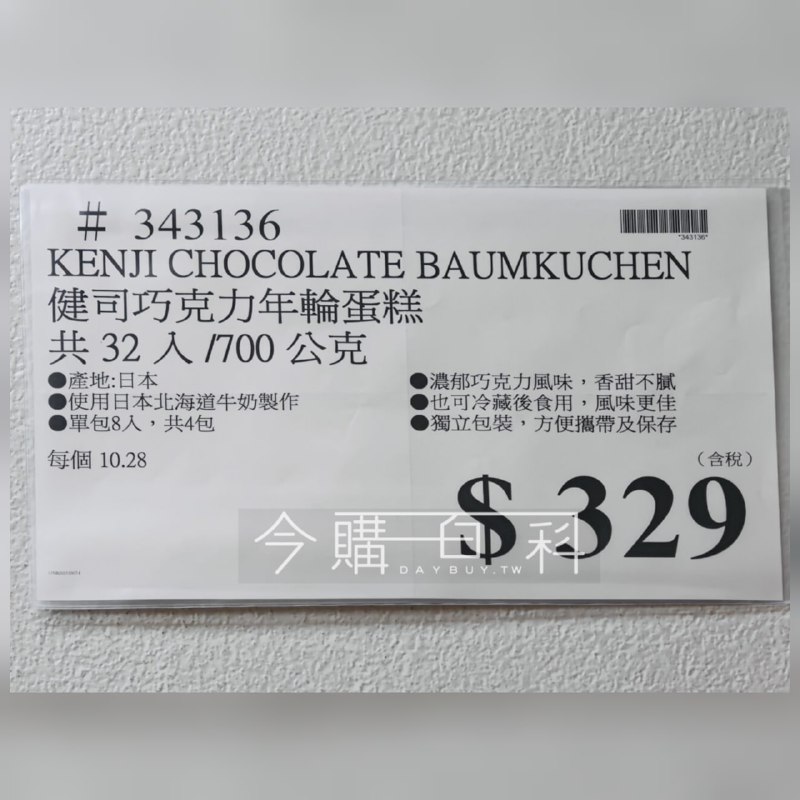 # 343136
*343136*
KENJI CHOCOLATE BAUMKUCHEN
健司巧克力年輪蛋糕
共 32 入 /700 公克
●產地:日本
●使用日本北海道牛奶製作
●單包8入，共4包
●濃郁巧克力風味，香甜不膩
●也可冷藏後食用，風味更佳
●獨立包裝，方便攜帶及保存
每個 10.28
（含稅）
$ 329
今購百科
DAYBUY.TW